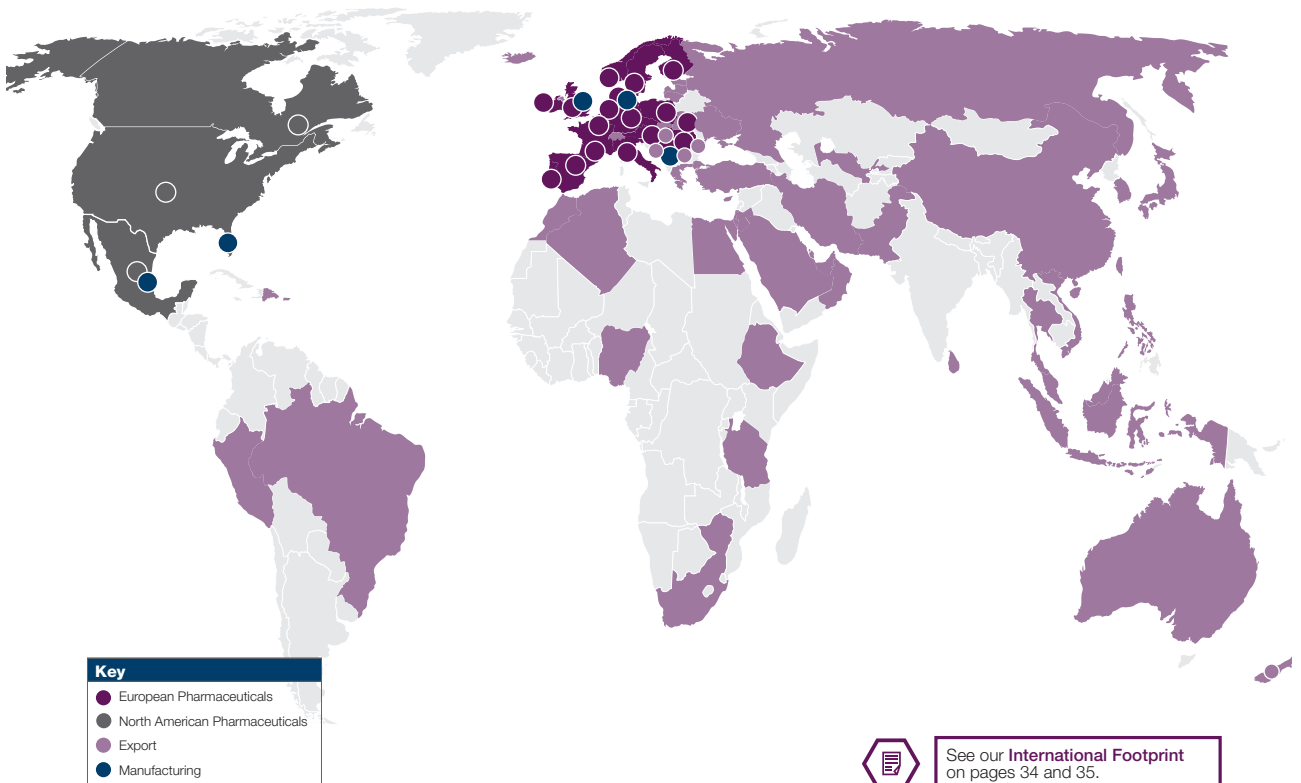 Key
European Pharmaceuticals
North American Pharmaceuticals
Export
Manufacturing
See our International Footprint
on pages 34 and 35.